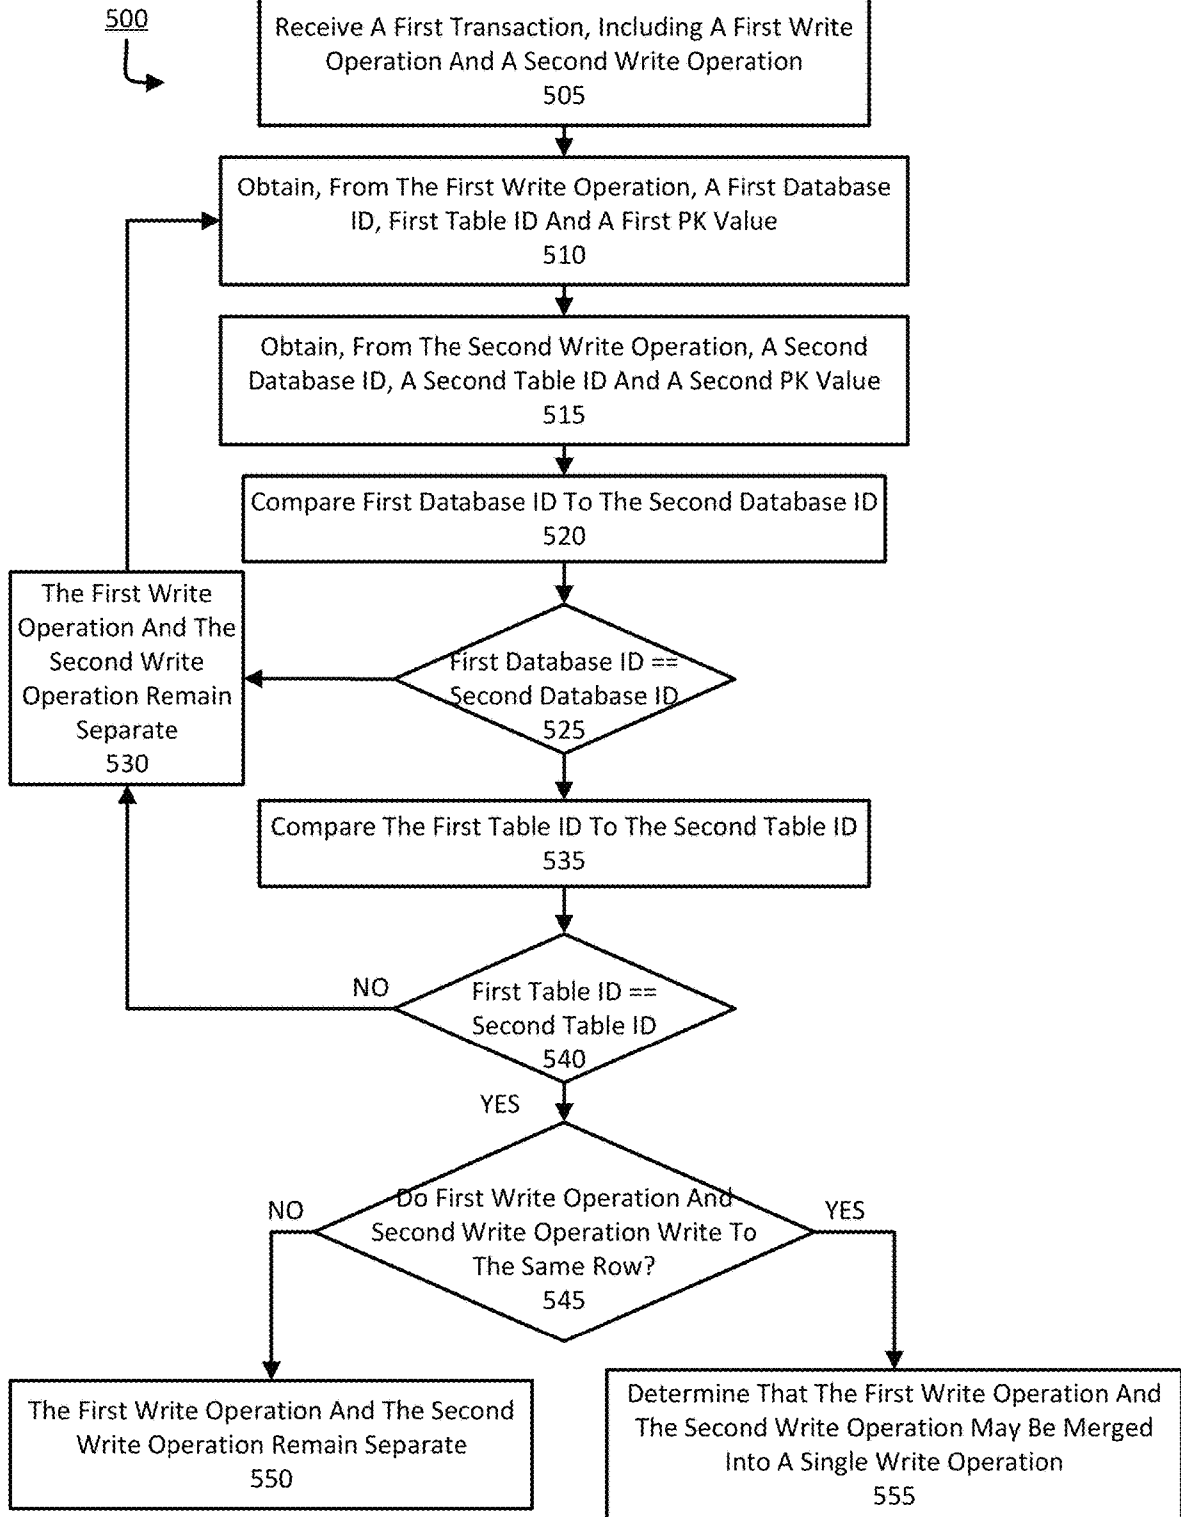 500
Receive A First Transaction, Including A First Write
Operation And A Second Write Operation
505
Obtain, From The First Write Operation, A First Database
ID, First Table ID And A First PK Value
510
Obtain, From The Second Write Operation, A Second
Database ID, A Second Table ID And A Second PK Value
515
Compare First Database ID To The Second Database ID
520
The First Write
Operation And The
Second Write
Operation Remain
Separate
530
First Database ID ==
Second Database ID
525
Compare The First Table ID To The Second Table ID
535
NO
First Table ID ==
Second Table ID
540
YES
Do First Write Operation And
Second Write Operation Write To
The Same Row?
545
NO
YES
The First Write Operation And The Second
Write Operation Remain Separate
550
Determine That The First Write Operation And
The Second Write Operation May Be Merged
Into A Single Write Operation
555